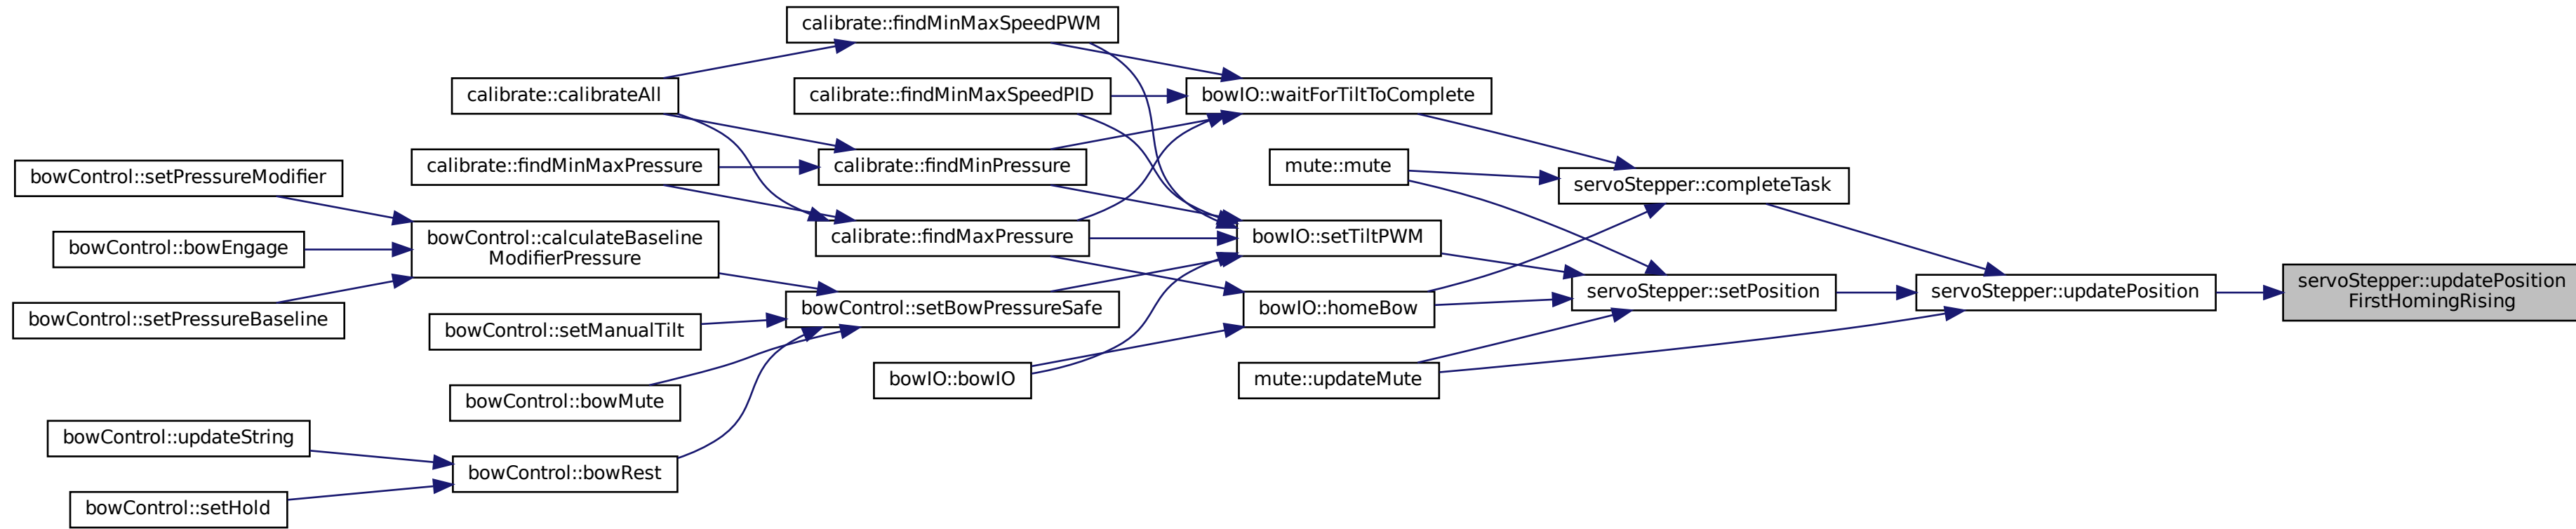 calibrate::findMinMaxSpeedPWM
calibrate::calibrateAll
calibrate::findMinMaxSpeedPID
bowIO::waitForTiltToComplete
calibrate::findMinMaxPressure
calibrate::findMinPressure
mute::mute
bowControl::setPressureModifier
servoStepper::completeTask
bowControl::bowEngage
bowControl::calculateBaseline
ModifierPressure
calibrate::findMaxPressure
bowIO::setTiltPWM
bowControl::setPressureBaseline
bowControl::setManualTilt
bowControl::setBowPressureSafe
bowIO::homeBow
servoStepper::setPosition
servoStepper::updatePosition
servoStepper::updatePosition
FirstHomingRising
bowControl::bowMute
bowIO::bowIO
mute::updateMute
bowControl::updateString
bowControl::bowRest
bowControl::setHold